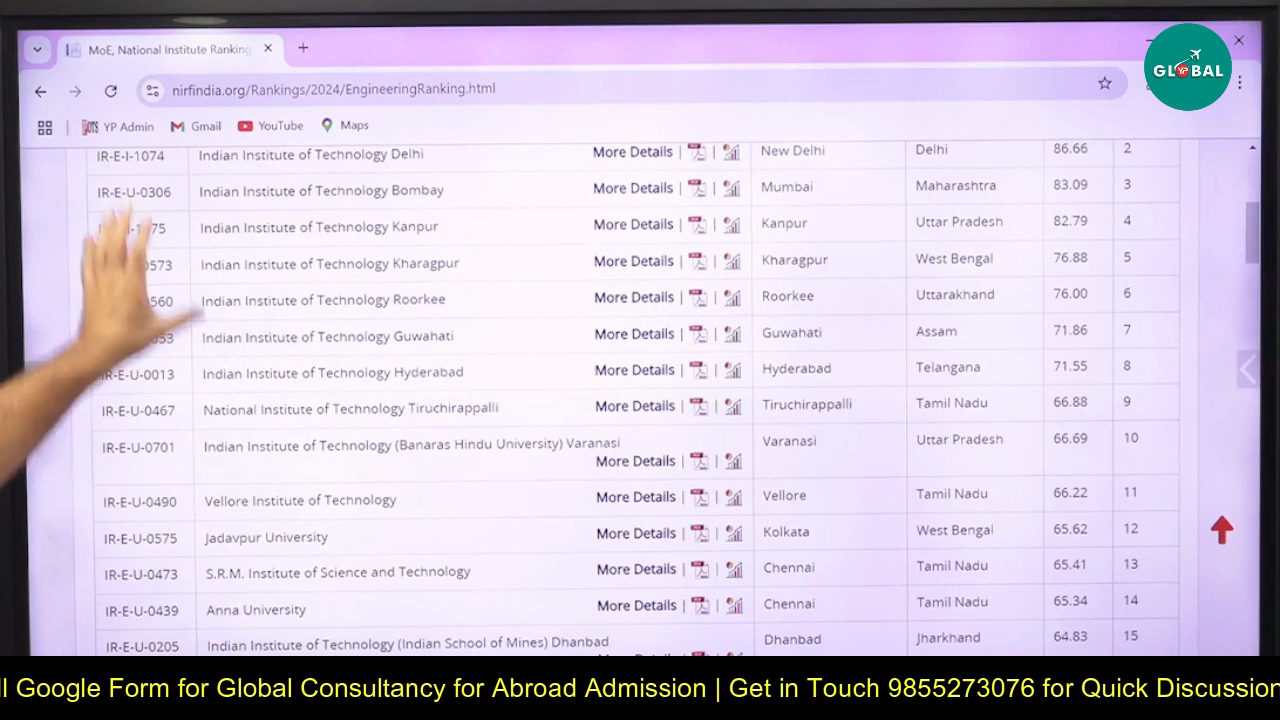 MoE, National Institute Ranking
GLOBAL
YP
nirfindia.org/Rankings/2024/EngineeringRanking.html
YP Admin Gmail YouTube Maps
IR-E-I-1074 Indian Institute of Technology Delhi More Details | | New Delhi Delhi 86.66 2
IR-E-U-0306 Indian Institute of Technology Bombay More Details | | Mumbai Maharashtra 83.09 3
Indian Institute of Technology Kanpur More Details | | Kanpur Uttar Pradesh 82.79 4
0573 Indian Institute of Technology Kharagpur More Details | | Kharagpur West Bengal 76.88 5
560 Indian Institute of Technology Roorkee More Details | | Roorkee Uttarakhand 76.00 6
Indian Institute of Technology Guwahati More Details | | Guwahati Assam 71.86 7
IR-E-U-0013 Indian Institute of Technology Hyderabad More Details | | Hyderabad Telangana 71.55 8
IR-E-U-0467 National Institute of Technology Tiruchirappalli More Details | | Tiruchirappalli Tamil Nadu 66.88 9
IR-E-U-0701 Indian Institute of Technology (Banaras Hindu University) Varanasi Varanasi Uttar Pradesh 66.69 10
More Details | |
IR-E-U-0490 Vellore Institute of Technology More Details | | Vellore Tamil Nadu 66.22 11
IR-E-U-0575 Jadavpur University More Details | | Kolkata West Bengal 65.62 12
IR-E-U-0473 S.R.M. Institute of Science and Technology More Details | | Chennai Tamil Nadu 65.41 13
IR-E-U-0439 Anna University More Details | | Chennai Tamil Nadu 65.34 14
IR-E-U-0205 Indian Institute of Technology (Indian School of Mines) Dhanbad Dhanbad Jharkhand 64.83 15
ll Google Form for Global Consultancy for Abroad Admission | Get in Touch 9855273076 for Quick Discussion